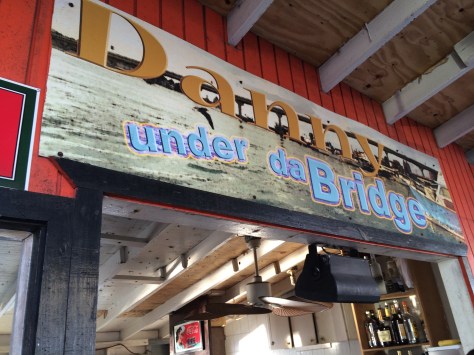 Danny
under da Bridge